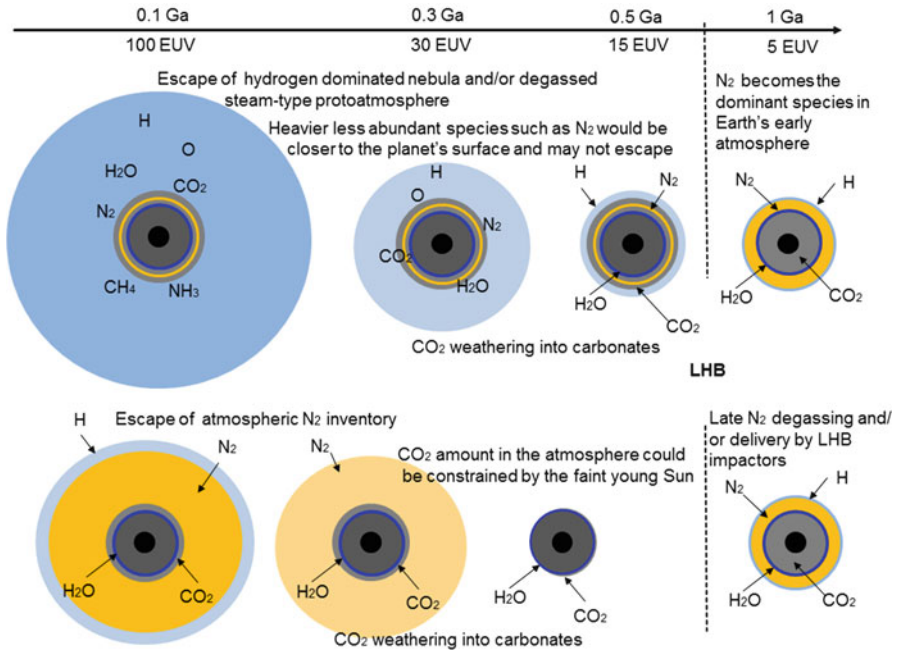 0.1 Ga 0.3 Ga 0.5 Ga 1 Ga
100 EUV 30 EUV 15 EUV 5 EUV
Escape of hydrogen dominated nebula and/or degassed
steam-type protoatmosphere
Heavier less abundant species such as N₂ would be
closer to the planet's surface and may not escape
N₂ becomes the
dominant species in
Earth's early
atmosphere
H
O
H₂O
CO₂
N₂
CH₄
NH₃
H
O
N₂
CO₂
H₂O
H
N₂
H₂O
CO₂
N₂
H
H₂O
CO₂
CO₂ weathering into carbonates
LHB
Escape of atmospheric N₂ inventory
H
N₂
H₂O
CO₂
N₂
H₂O
CO₂
CO₂ amount in the atmosphere could
be constrained by the faint young Sun
H₂O
CO₂
CO₂ weathering into carbonates
Late N₂ degassing and/
or delivery by LHB
impactors
N₂
H
H₂O
CO₂